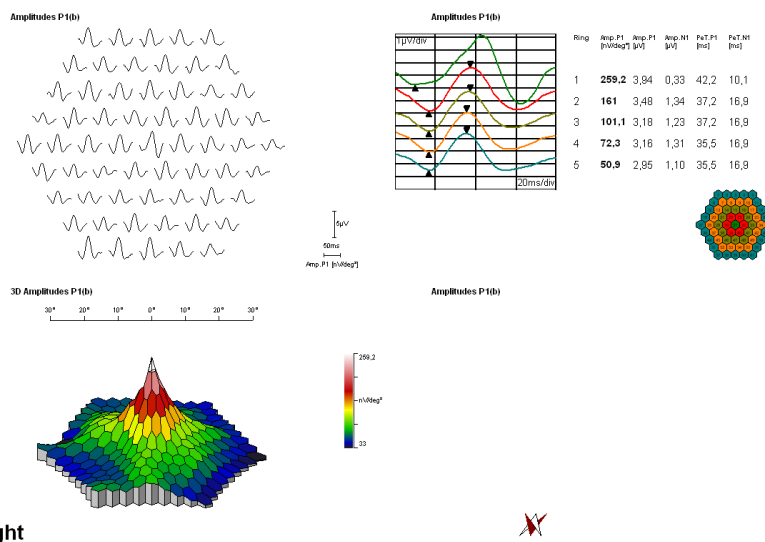 Amplitudes P1(b)
5µV
50ms
Amp.P1 [nV/deg²]
Amplitudes P1(b)
1µV/div
20ms/div
Ring Amp.P1 Amp.P1 Amp.N1 PeT.P1 PeT.N1
[nV/deg²] [µV] [µV] [ms] [ms]
1 259,2 3,94 0,33 42,2 10,1
2 161 3,48 1,34 37,2 16,9
3 101,1 3,18 1,23 37,2 16,9
4 72,3 3,16 1,31 35,5 16,9
5 50,9 2,95 1,10 35,5 16,9
3D Amplitudes P1(b)
30° 20° 10° 0° 10° 20° 30°
259,2
nV/deg²
33
Amplitudes P1(b)
ght